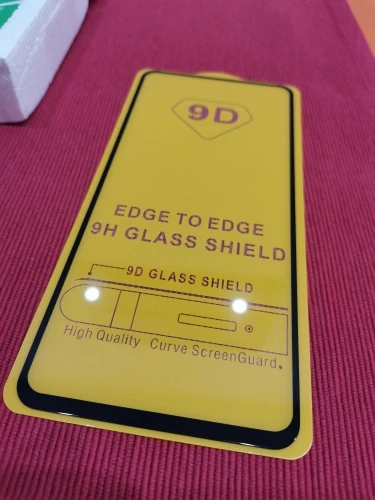 9D
EDGE TO EDGE
9H GLASS SHIELD
9D GLASS SHIELD
High Quality Curve ScreenGuard.